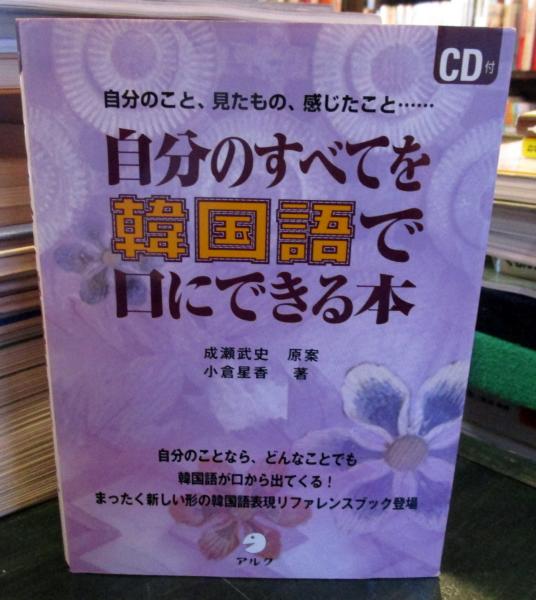 CD付
自分のこと、見たもの、感じたこと……
自分のすべてを
韓国語で
口にできる本
成瀬武史 原案
小倉星香 著
自分のことなら、どんなことでも
韓国語が口から出てくる！
まったく新しい形の韓国語表現リファレンスブック登場
アルク